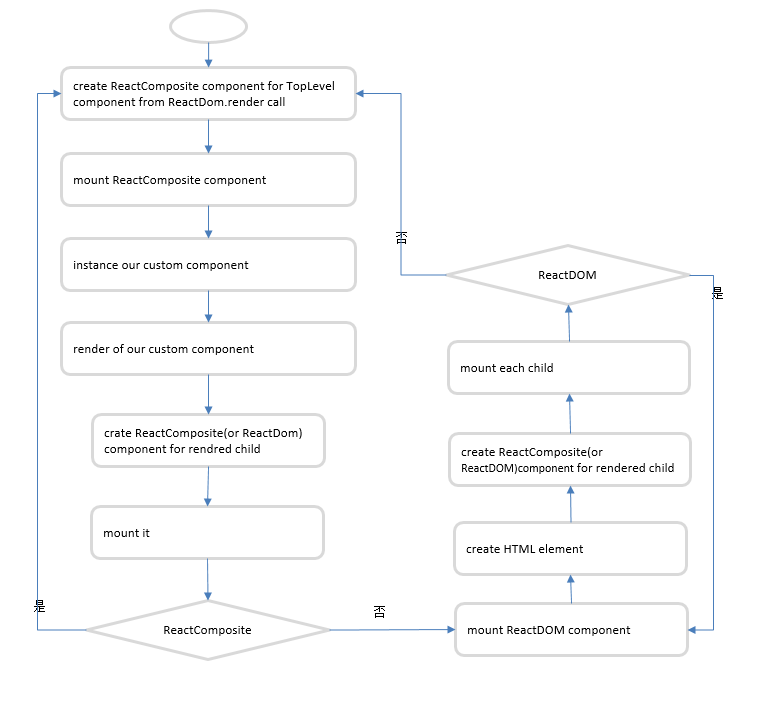 create ReactComposite component for TopLevel
component from ReactDom.render call
mount ReactComposite component
instance our custom component
render of our custom component
crate ReactComposite(or ReactDom)
component for rendred child
mount it
ReactComposite
是
否
mount ReactDOM component
create HTML element
create ReactComposite(or
ReactDOM)component for rendered child
mount each child
ReactDOM
否
是